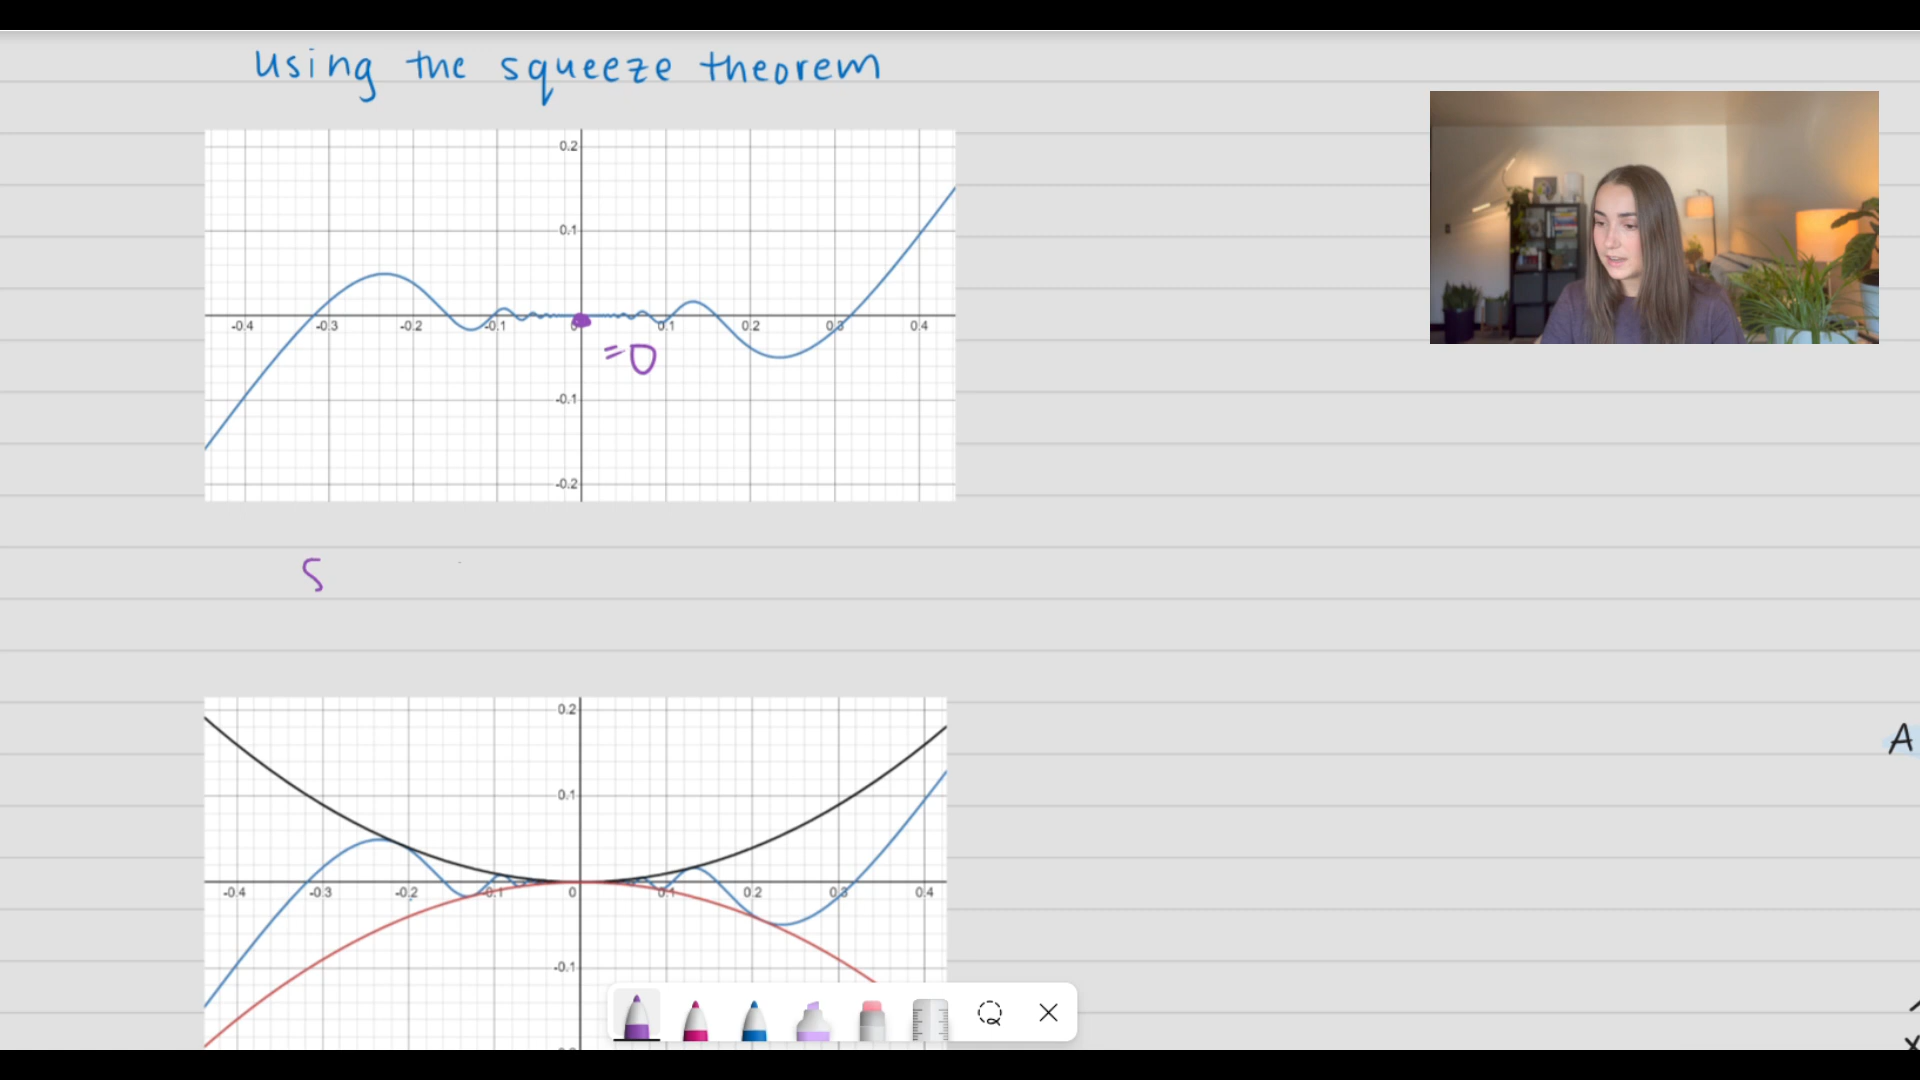 Using the squeeze theorem
0.2
0.1
-0.4 -0.3 -0.2 -0.1 0.1 0.2 0.3 0.4
=0
-0.1
-0.2
S
0.2
A
0.1
-0.4 -0.3 -0.2 -0.1 0 0.1 0.2 0.3 0.4
-0.1
x